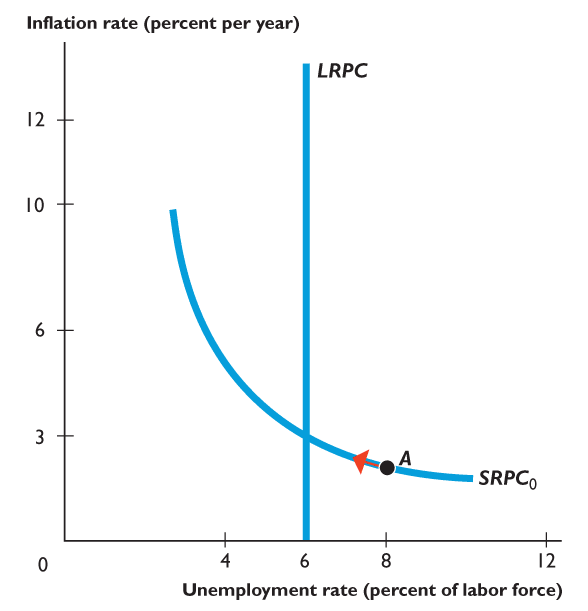 Inflation rate (percent per year)
LRPC
12
10
6
3
A
SRPC₀
0
4
6
8
12
Unemployment rate (percent of labor force)